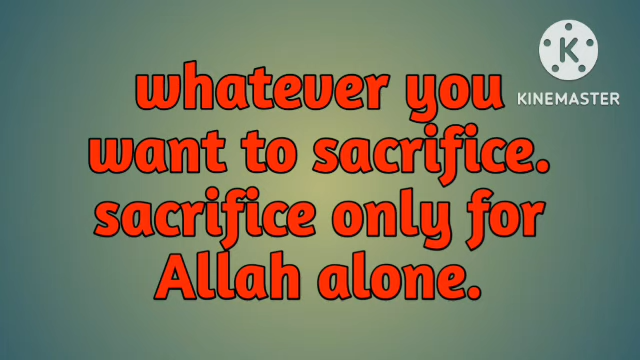 whatever you
want to sacrifice.
sacrifice only for
Allah alone.
K
KINEMASTER